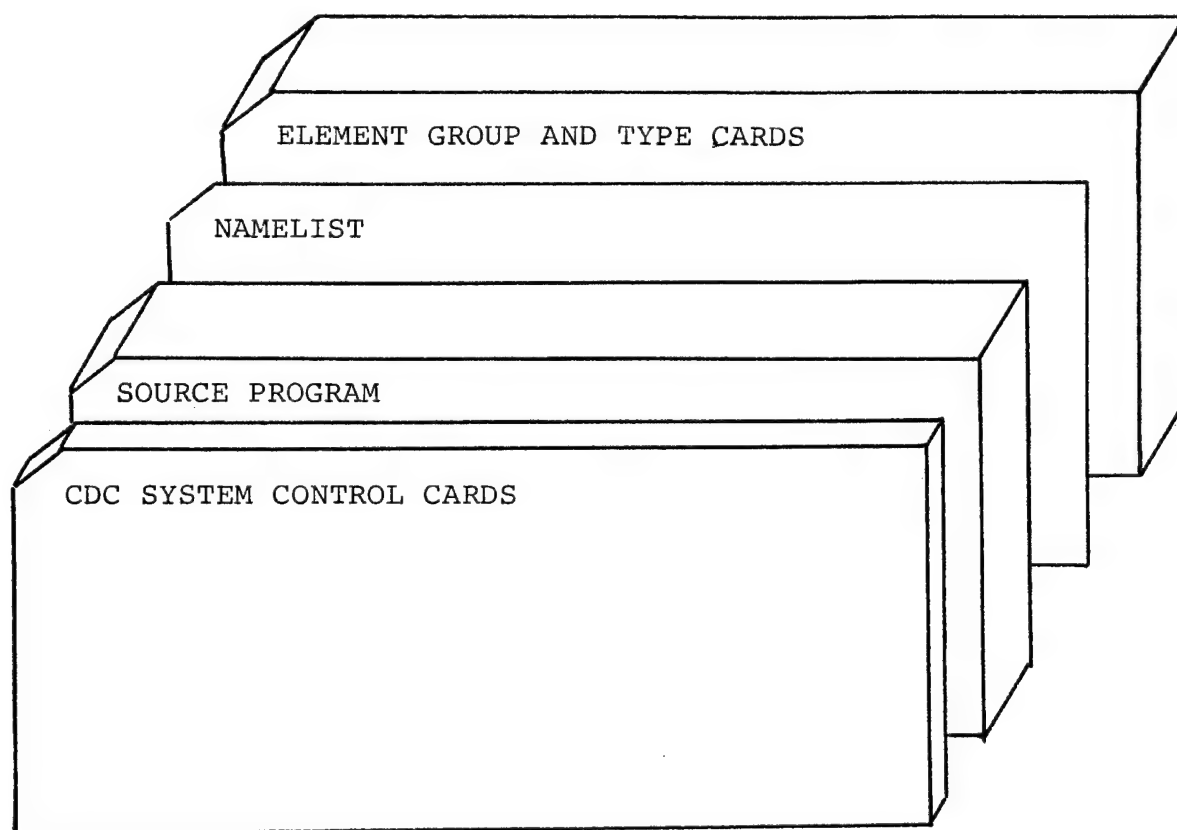 ELEMENT GROUP AND TYPE CARDS
NAMELIST
SOURCE PROGRAM
CDC SYSTEM CONTROL CARDS